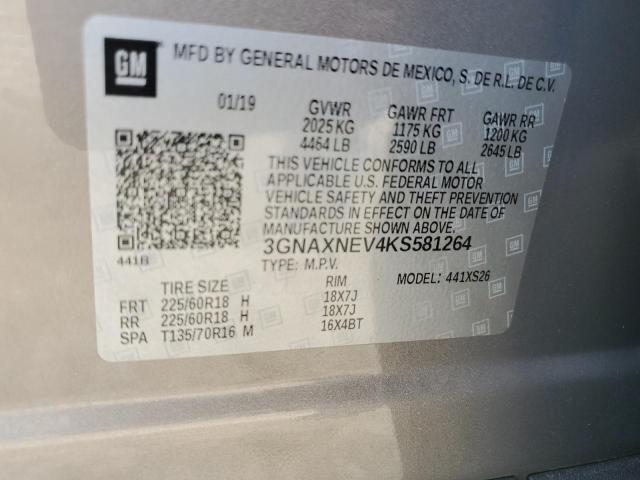 GM
MFD BY GENERAL MOTORS DE MEXICO, S. DE R.L. DE C.V.
01/19 GVWR GAWR FRT GAWR RR
2025 KG 1175 KG 1200 KG
4464 LB 2590 LB 2645 LB
THIS VEHICLE CONFORMS TO ALL
APPLICABLE U.S. FEDERAL MOTOR
VEHICLE SAFETY AND THEFT PREVENTION
STANDARDS IN EFFECT ON THE DATE OF
MANUFACTURE SHOWN ABOVE.
441B 3GNAXNEV4KS581264
TYPE: M.P.V. MODEL: 441XS26
TIRE SIZE RIM
FRT 225/60R18 H 18X7J
RR 225/60R18 H 18X7J
SPA T135/70R16 M 16X4BT